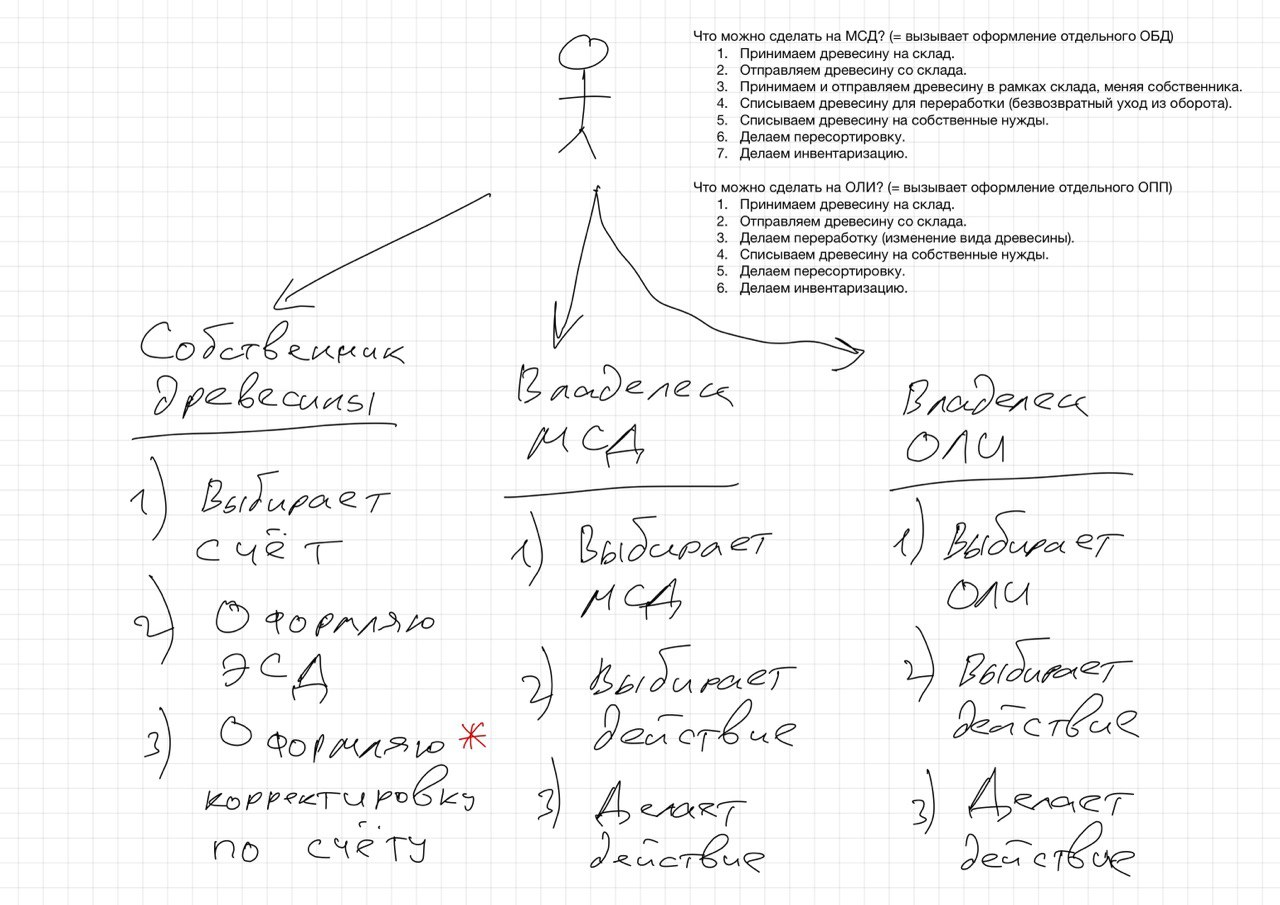 Что можно сделать на МСД? (= вызывает оформление отдельного ОБД)
1. Принимаем древесину на склад.
2. Отправляем древесину со склада.
3. Принимаем и отправляем древесину в рамках склада, меняя собственника.
4. Списываем древесину для переработки (безвозвратный уход из оборота).
5. Списываем древесину на собственные нужды.
6. Делаем пересортировку.
7. Делаем инвентаризацию.
Что можно сделать на ОЛИ? (= вызывает оформление отдельного ОПП)
1. Принимаем древесину на склад.
2. Отправляем древесину со склада.
3. Делаем переработку (изменение вида древесины).
4. Списываем древесину на собственные нужды.
5. Делаем пересортировку.
6. Делаем инвентаризацию.
Собственник
древесины
1) Выбирает
счёт
2) Оформляю
ЭСД
3) Оформляю *
корректировку
по счёту
Владелец
МСД
1) Выбирает
МСД
2) Выбирает
действие
3) Делает
действие
Владелец
ОЛИ
1) Выбирает
ОЛИ
2) Выбирает
действие
3) Делает
действие